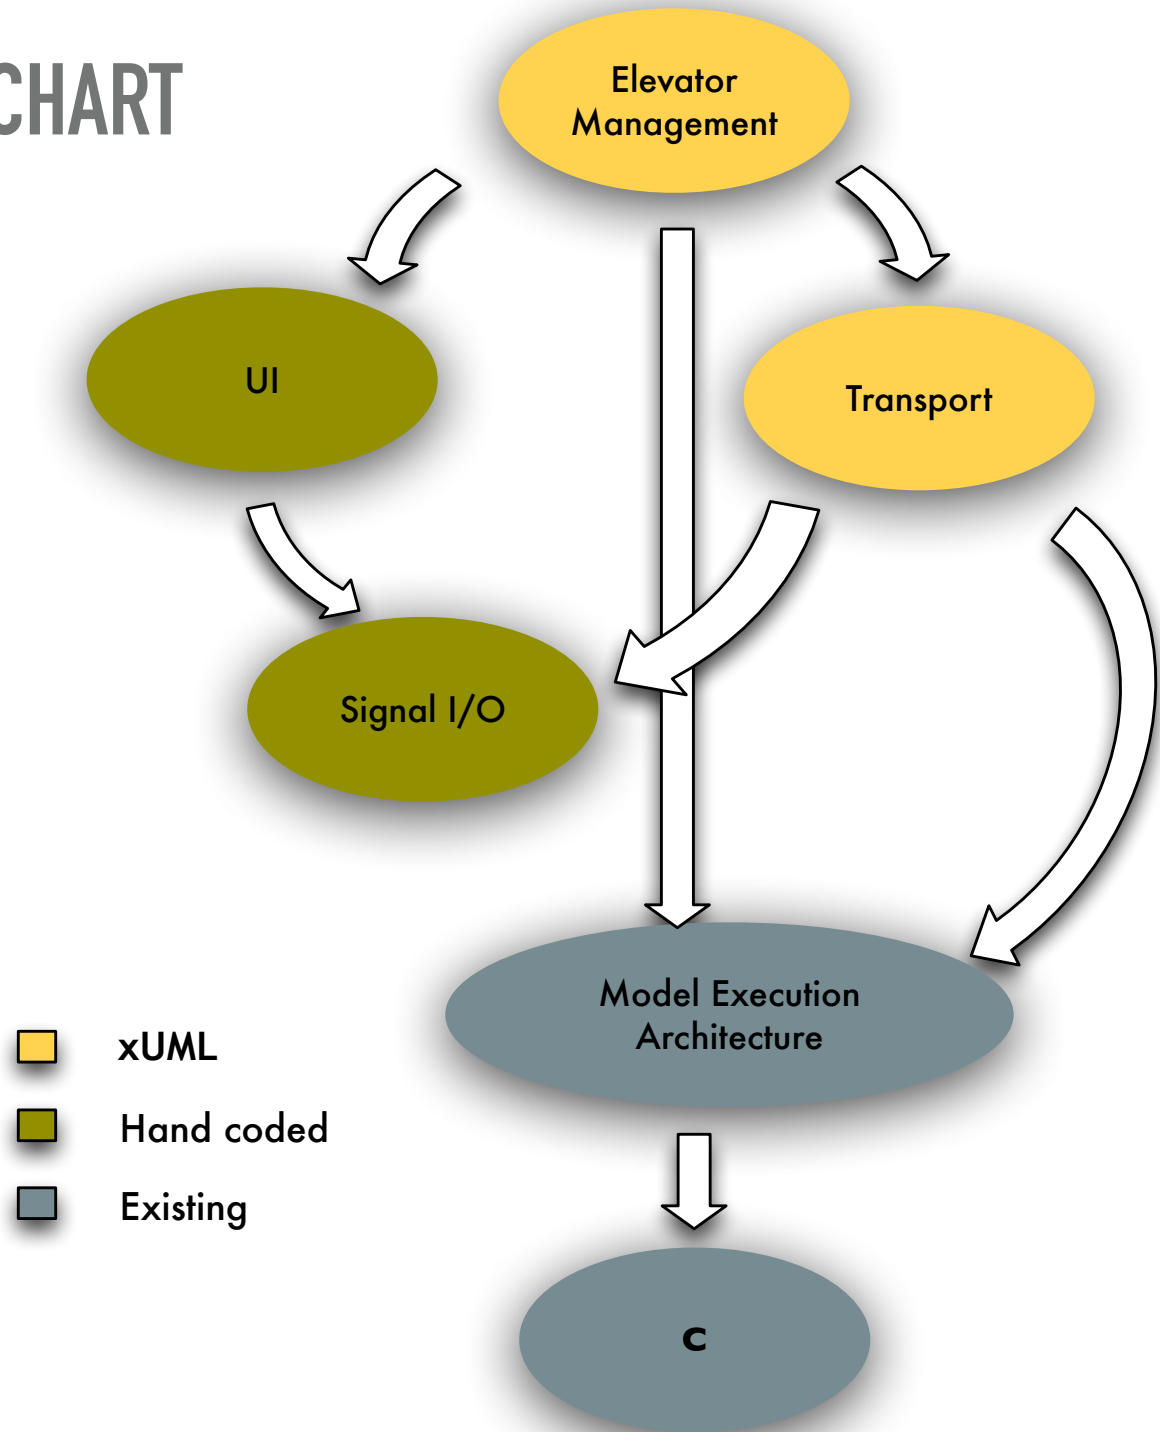 CHART
Elevator
Management
UI
Transport
Signal I/O
Model Execution
Architecture
xUML
Hand coded
Existing
C